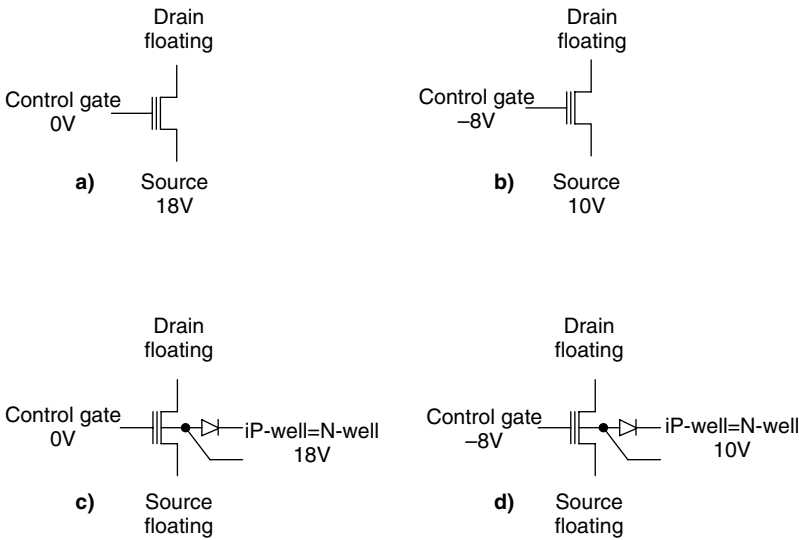 Drain
floating
Control gate
0V
a)
Source
18V
Drain
floating
Control gate
–8V
b)
Source
10V
Drain
floating
Control gate
0V
iP-well=N-well
18V
c)
Source
floating
Drain
floating
Control gate
–8V
iP-well=N-well
10V
d)
Source
floating